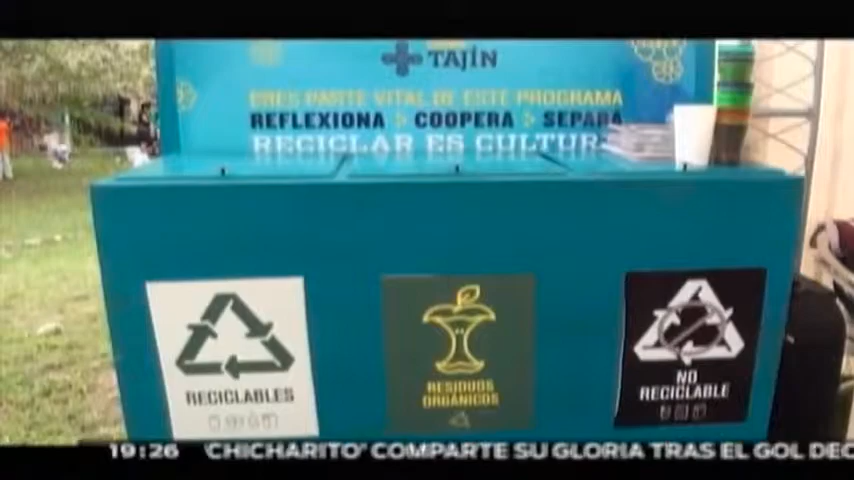 TAJÍN
ERES PARTE VITAL DE ESTE PROGRAMA
REFLEXIONA > COOPERA > SEPARA
RECICLAR ES CULTURA
RECICLABLES
RESIDUOS
ORGÁNICOS
NO
RECICLABLE
19:26 'CHICHARITO' COMPARTE SU GLORIA TRAS EL GOL DEC